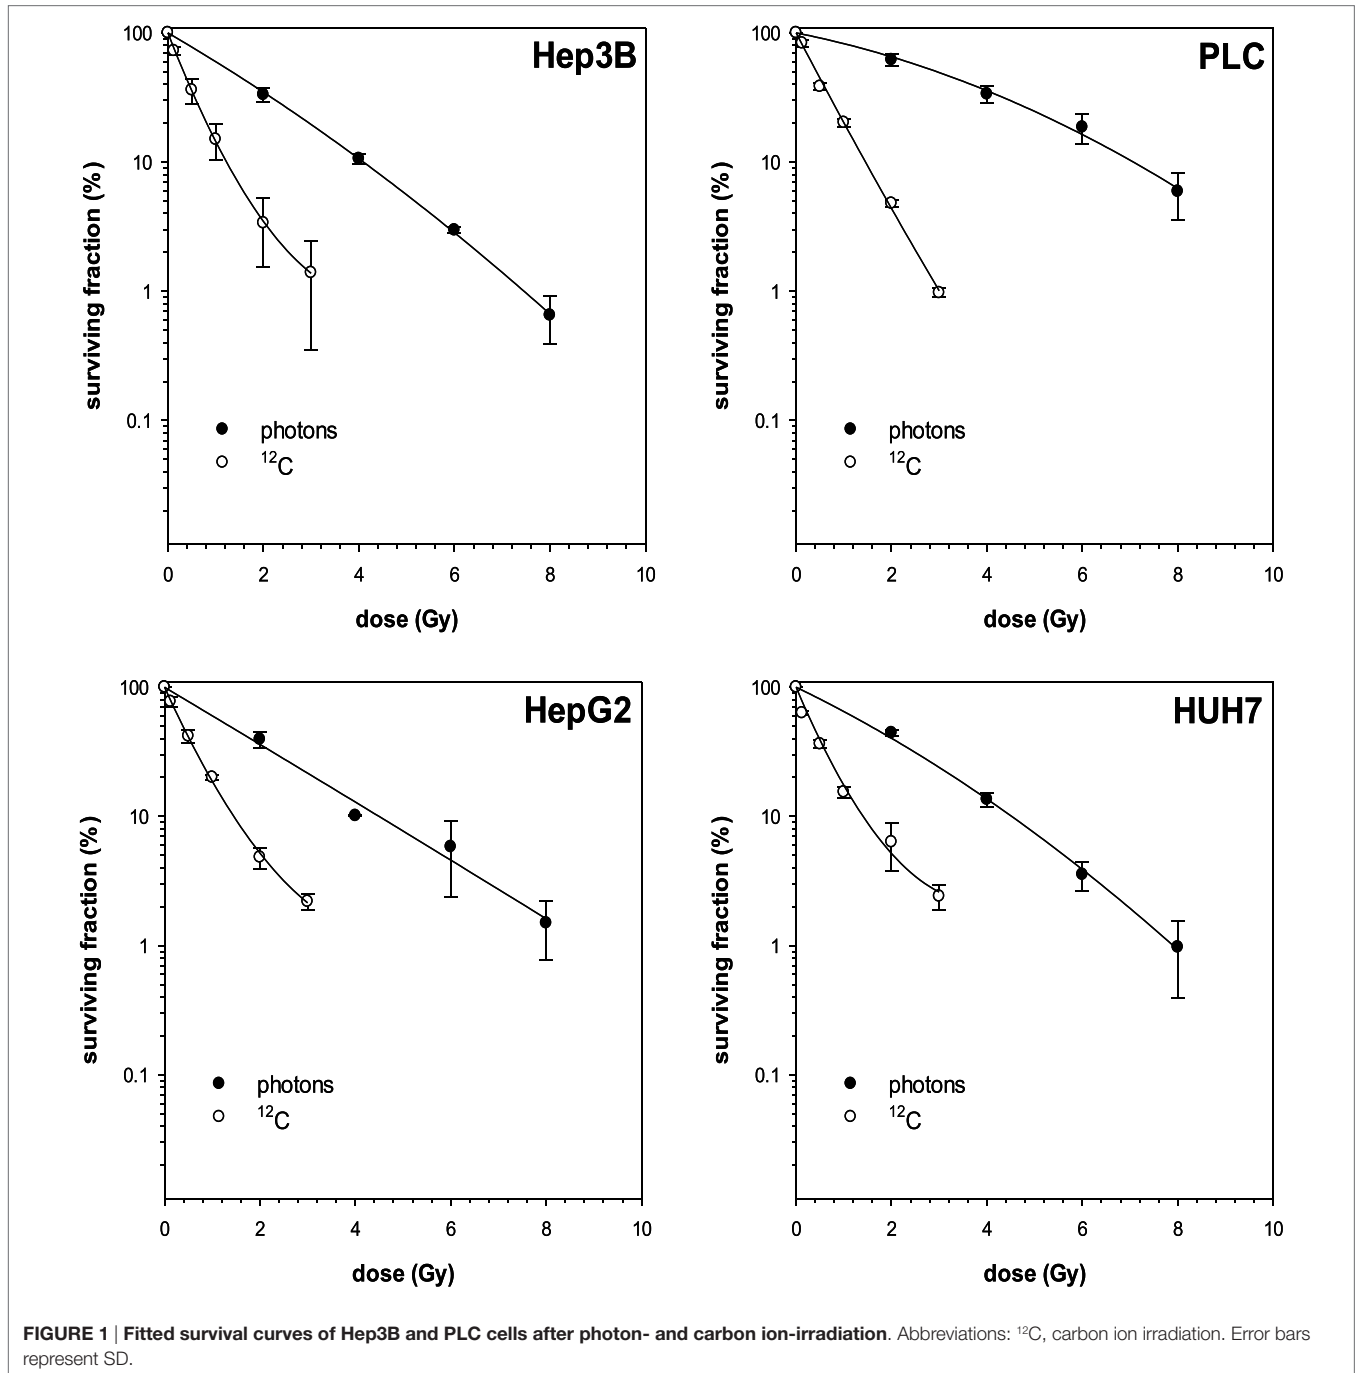 Hep3B
surviving fraction (%)
100
10
1
0.1
photons
¹²C
0 2 4 6 8 10
dose (Gy)
PLC
surviving fraction (%)
100
10
1
0.1
photons
¹²C
0 2 4 6 8 10
dose (Gy)
HepG2
surviving fraction (%)
100
10
1
0.1
photons
¹²C
0 2 4 6 8 10
dose (Gy)
HUH7
surviving fraction (%)
100
10
1
0.1
photons
¹²C
0 2 4 6 8 10
dose (Gy)
FIGURE 1 | Fitted survival curves of Hep3B and PLC cells after photon- and carbon ion-irradiation. Abbreviations: ¹²C, carbon ion irradiation. Error bars
represent SD.